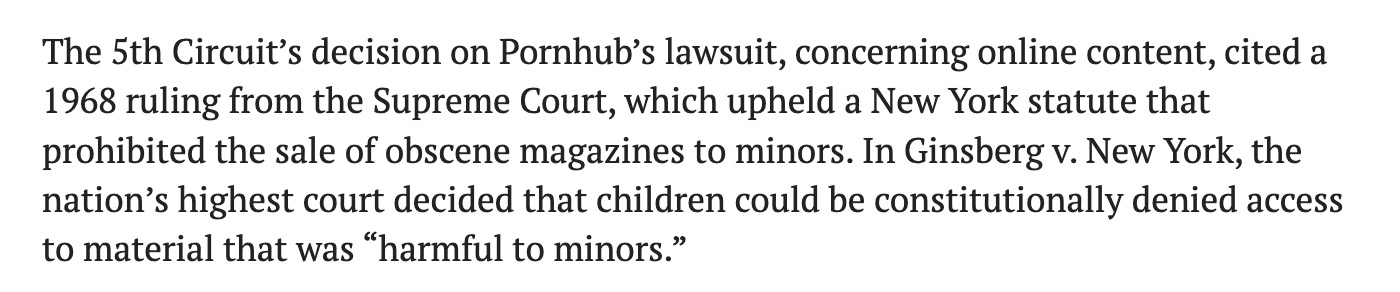 The 5th Circuit’s decision on Pornhub’s lawsuit, concerning online content, cited a
1968 ruling from the Supreme Court, which upheld a New York statute that
prohibited the sale of obscene magazines to minors. In Ginsberg v. New York, the
nation’s highest court decided that children could be constitutionally denied access
to material that was “harmful to minors.”